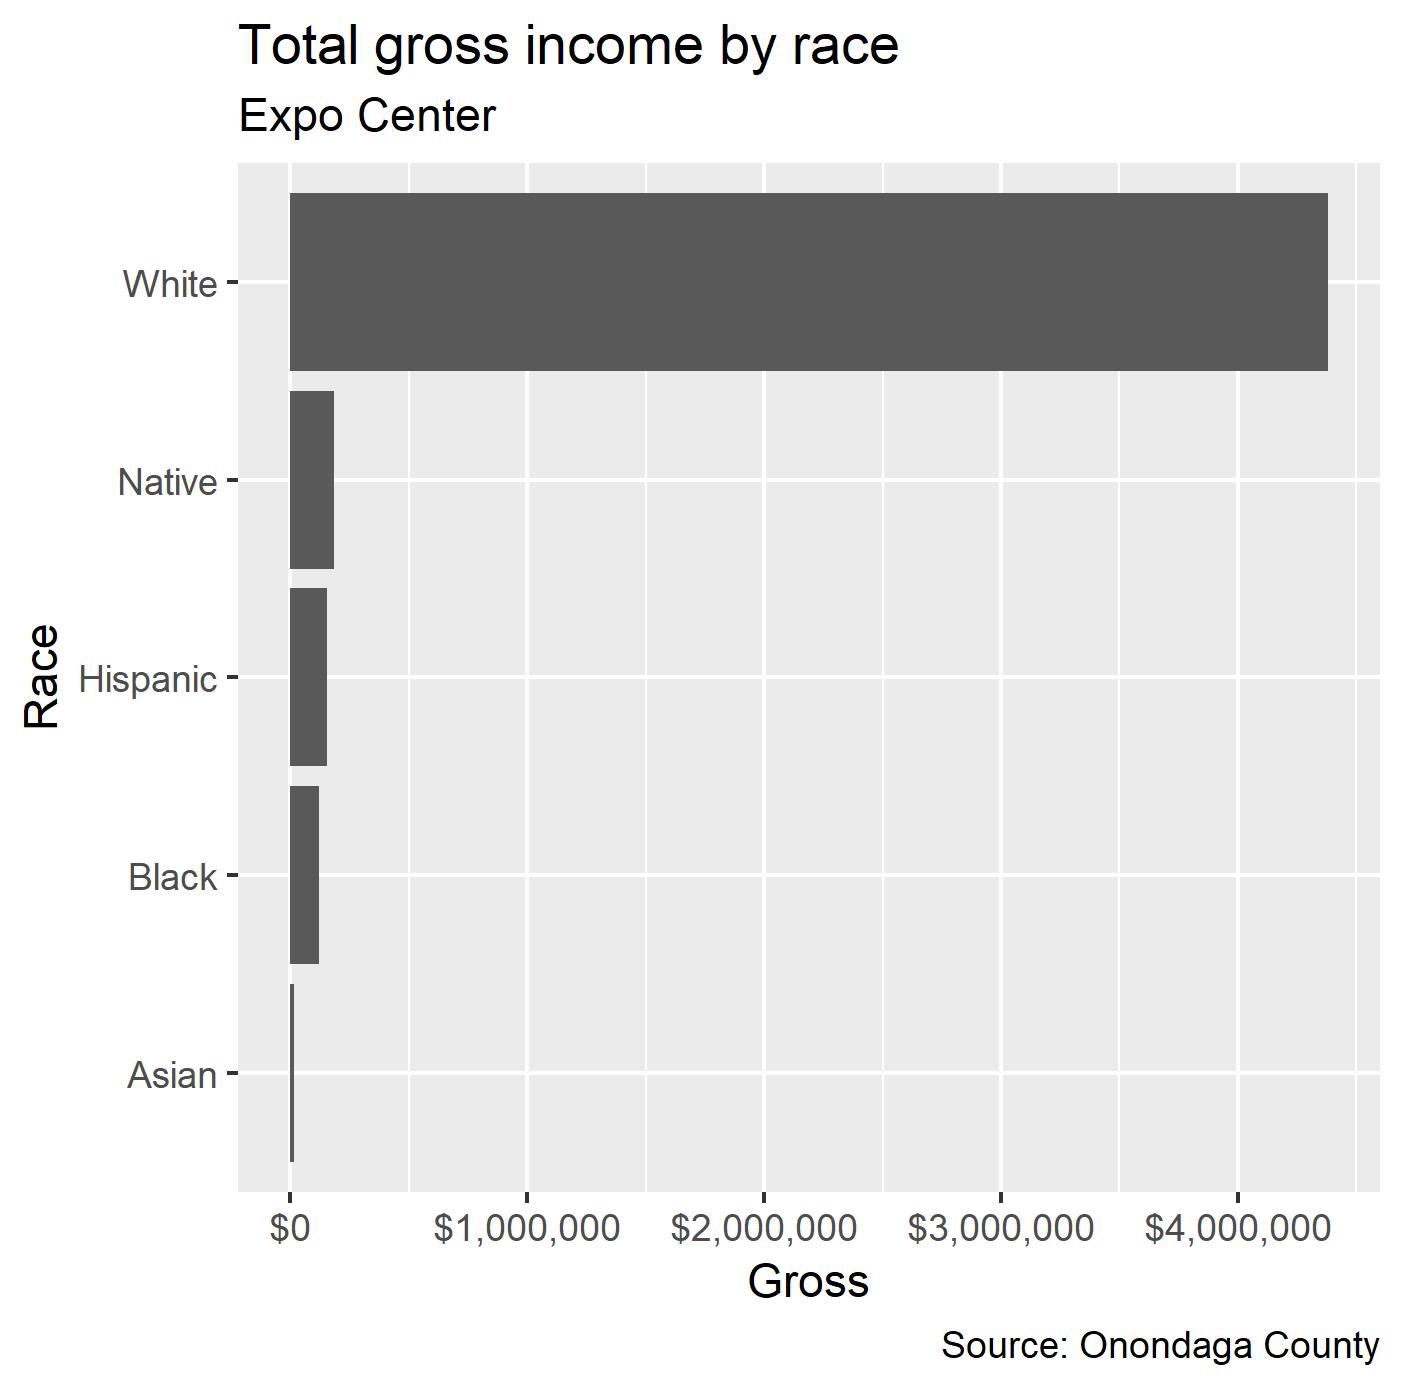 Total gross income by race
Expo Center
Race
White
Native
Hispanic
Black
Asian
$0 $1,000,000 $2,000,000 $3,000,000 $4,000,000
Gross
Source: Onondaga County